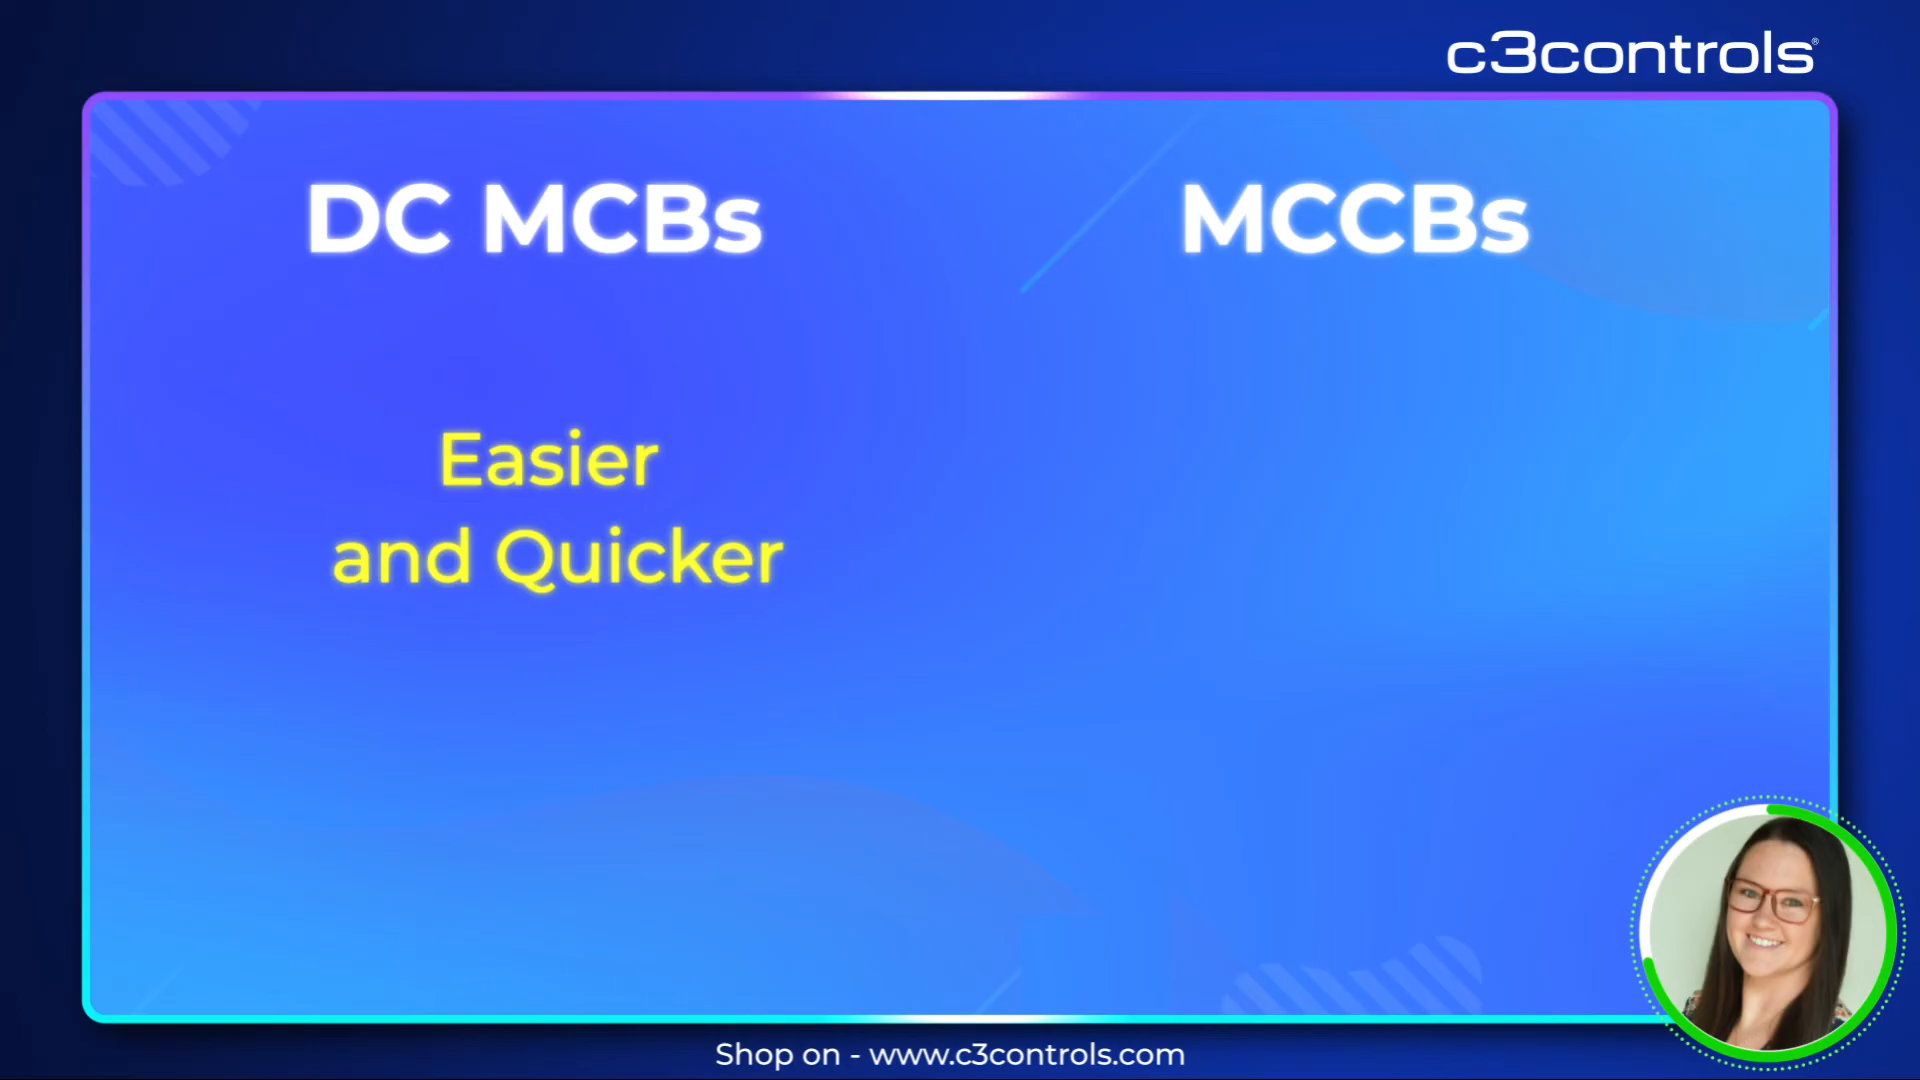 c3controls®
DC MCBs
MCCBs
Easier
and Quicker
Shop on - www.c3controls.com